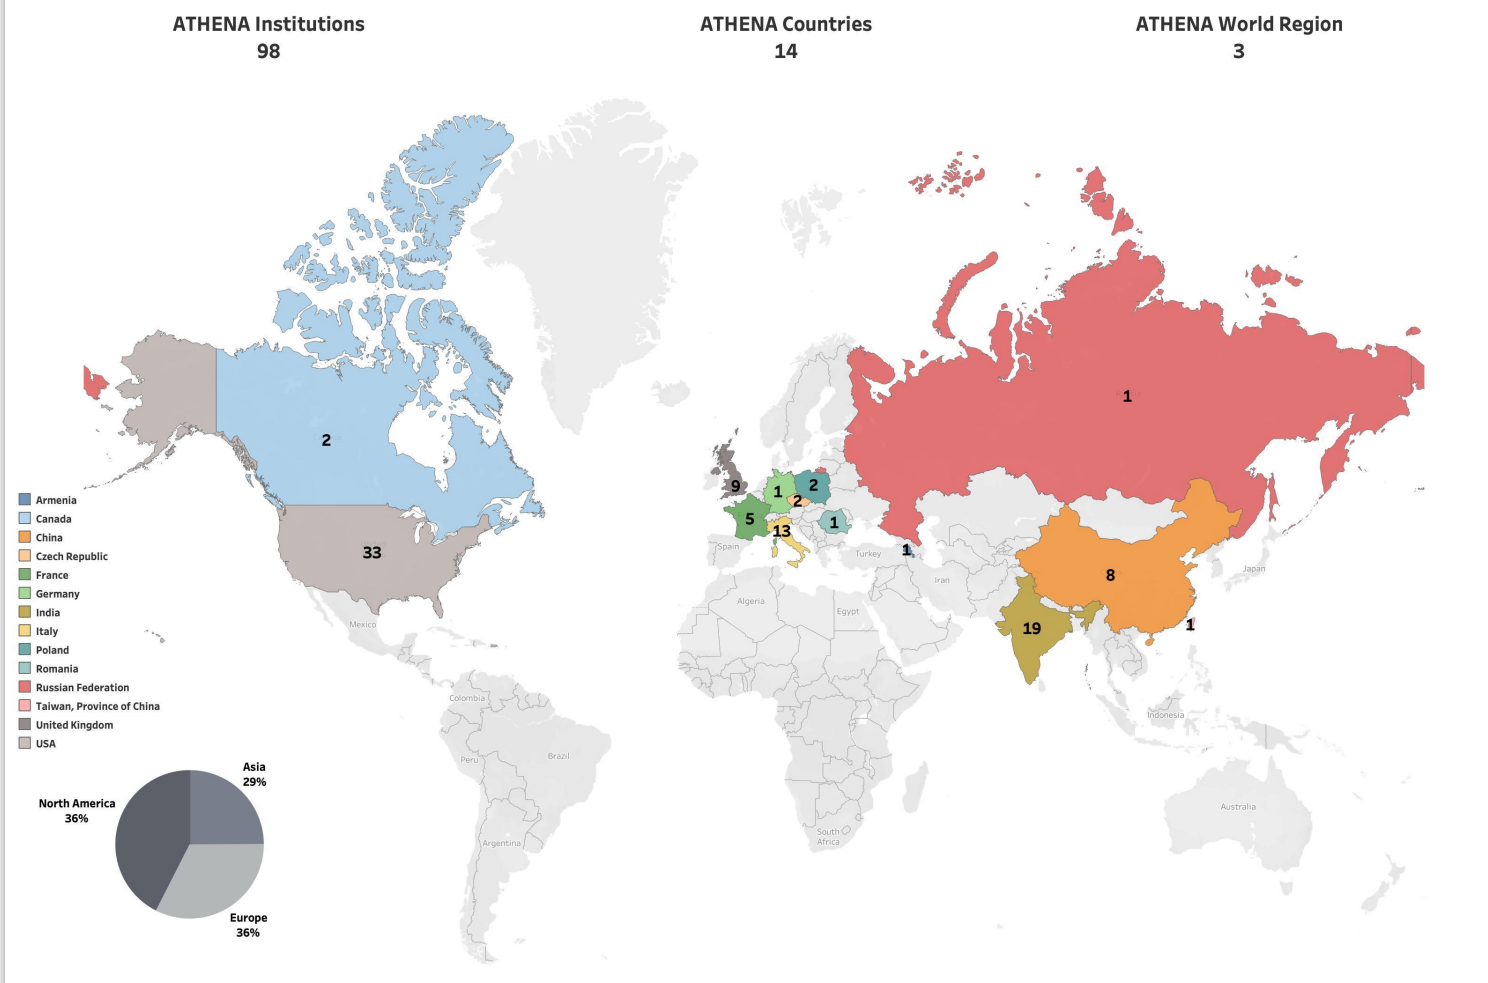 ATHENA Institutions
98
ATHENA Countries
14
ATHENA World Region
3
2
33
Mexico
Colombia
Peru
Brazil
Argentina
9
1
2
2
5
13
1
Spain
Turkey
1
Iran
Algeria
Egypt
South
Africa
1
8
19
1
Japan
Indonesia
Australia
Armenia
Canada
China
Czech Republic
France
Germany
India
Italy
Poland
Romania
Russian Federation
Taiwan, Province of China
United Kingdom
USA
Asia
29%
North America
36%
Europe
36%